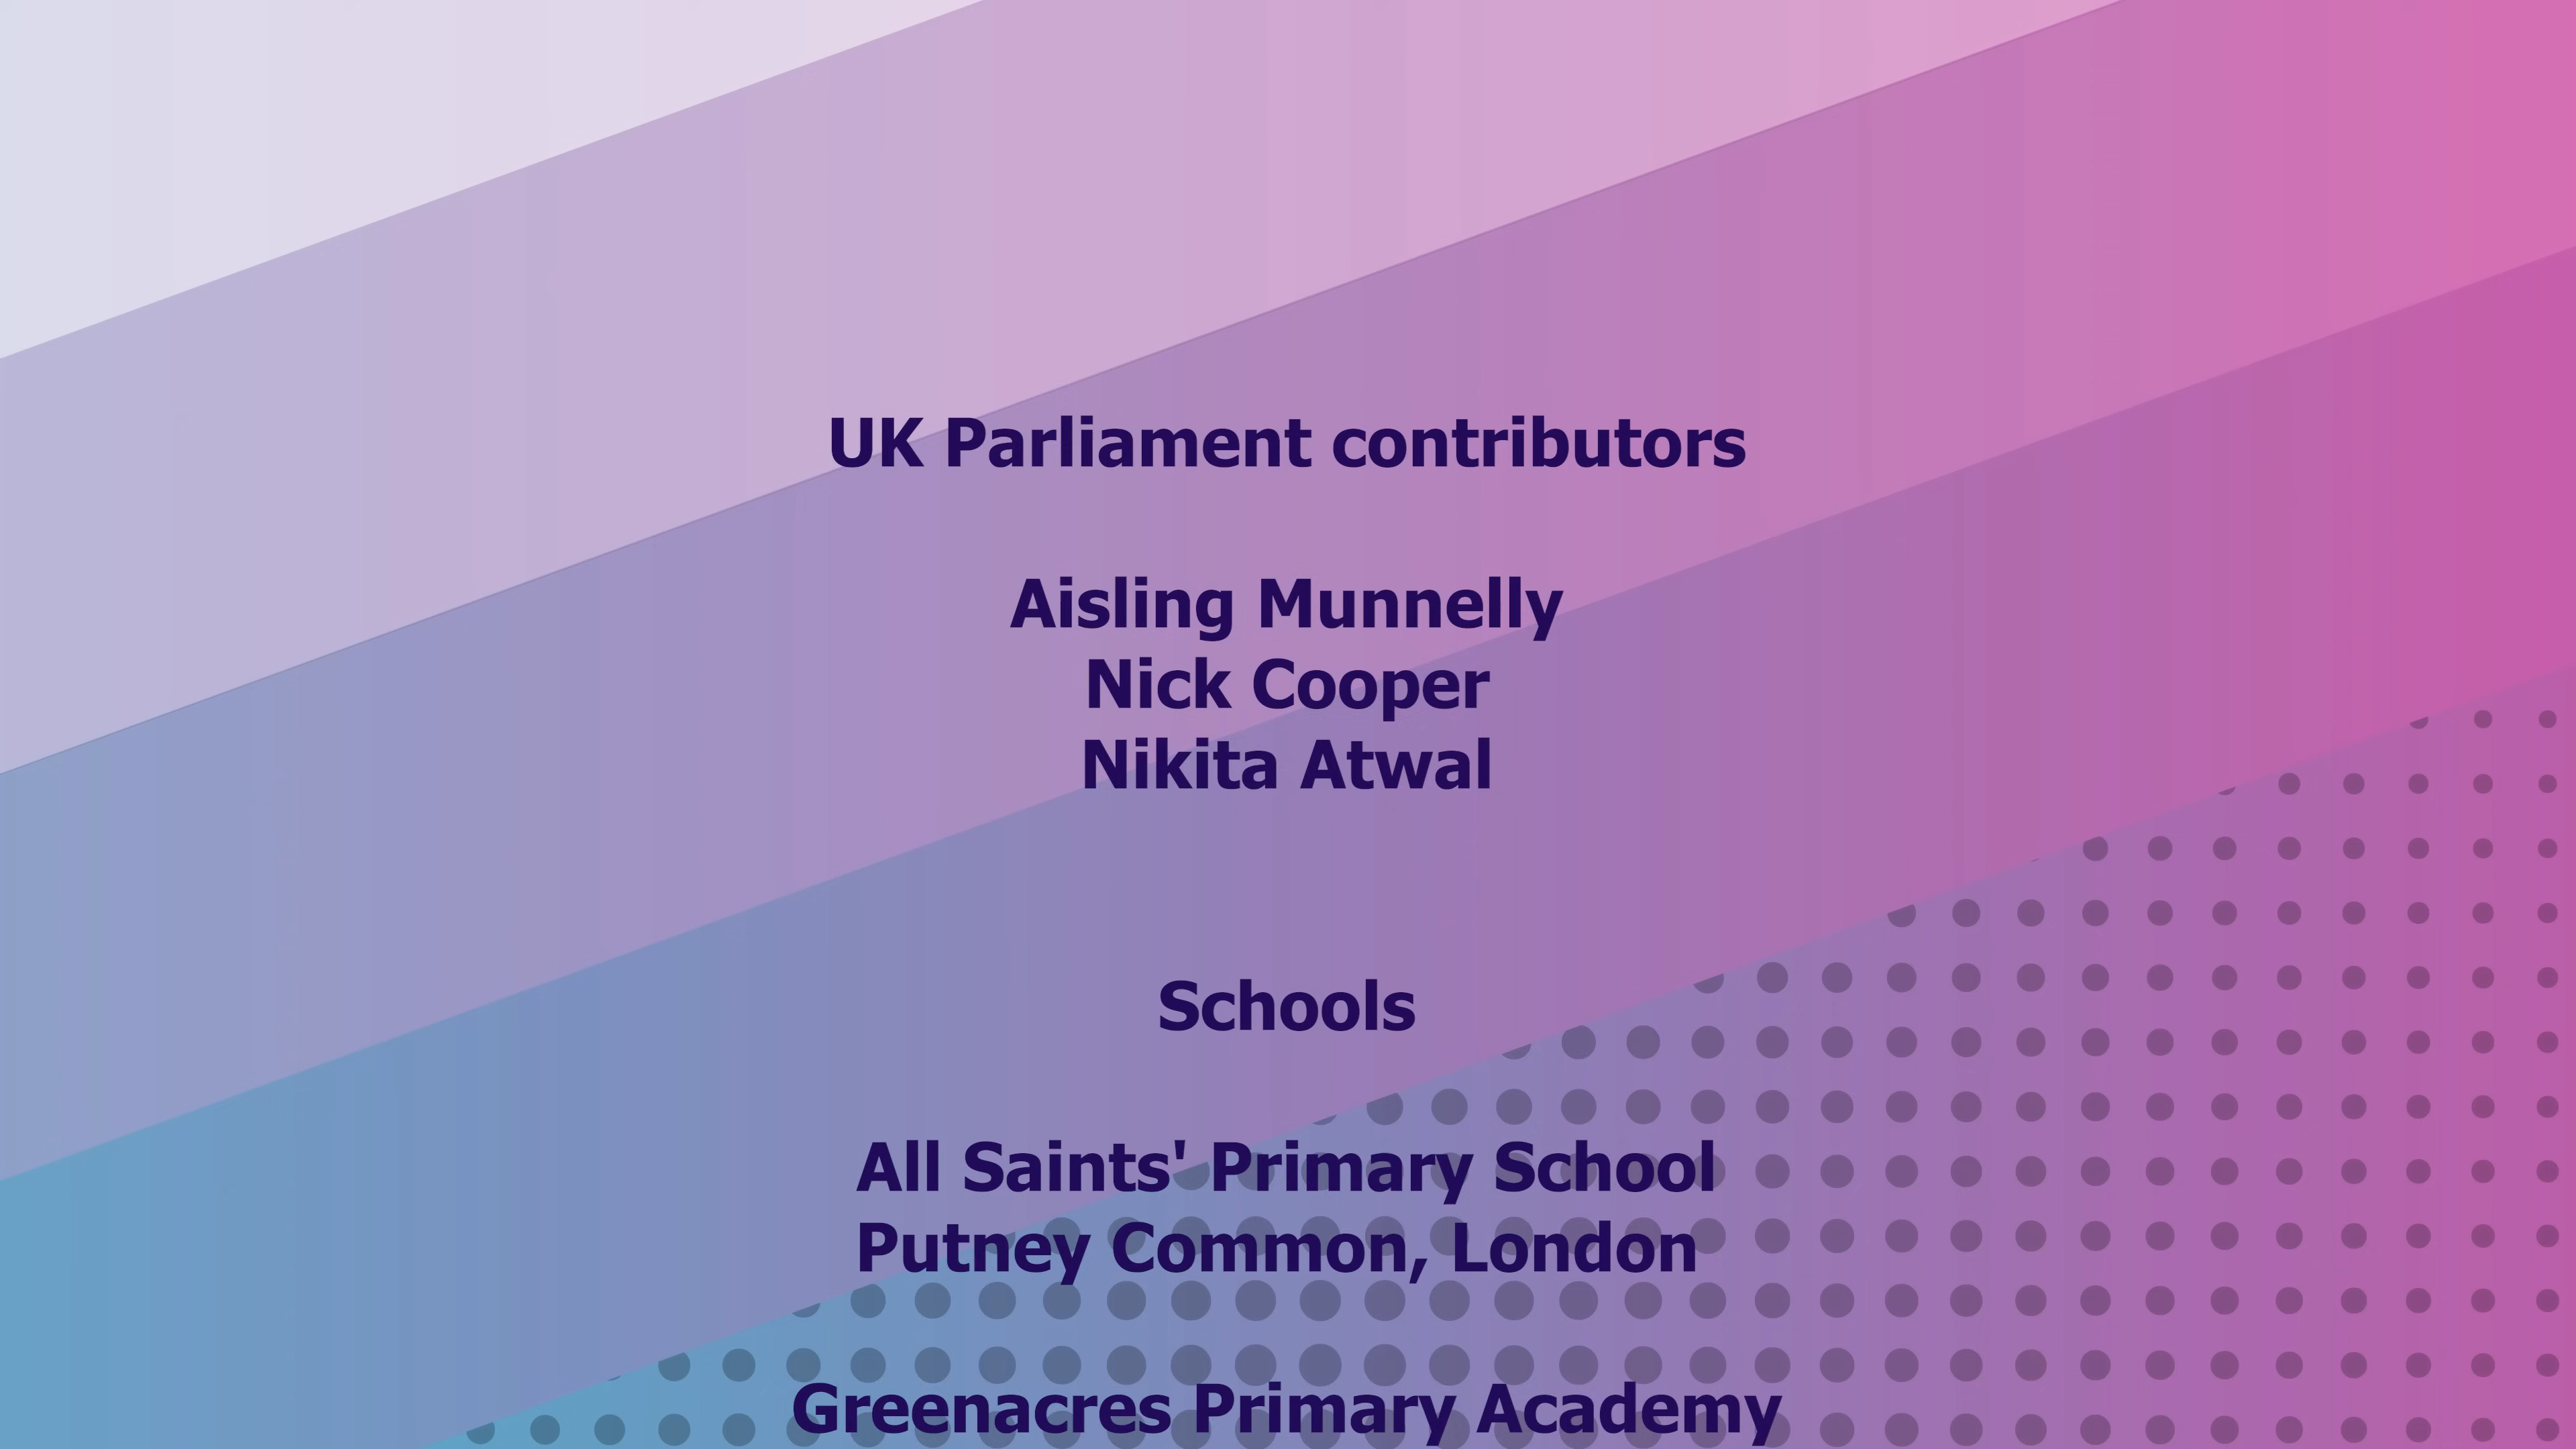 UK Parliament contributors
Aisling Munnelly
Nick Cooper
Nikita Atwal
Schools
All Saints' Primary School
Putney Common, London
Greenacres Primary Academy